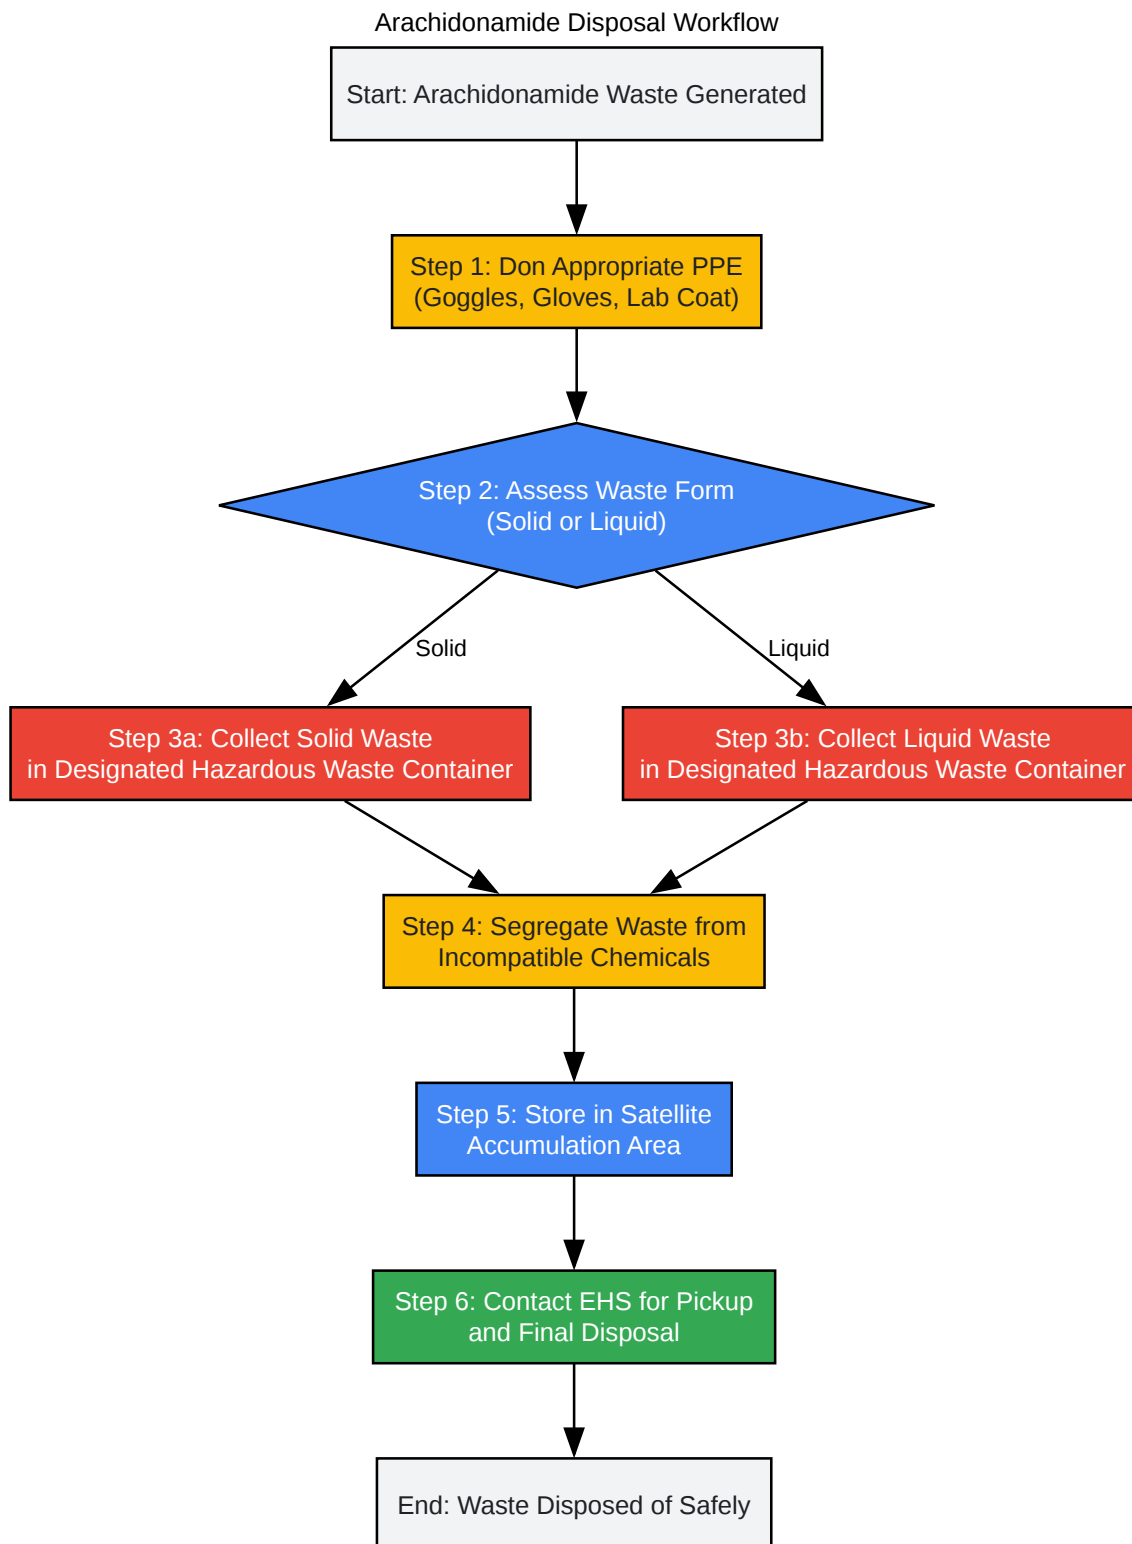 Arachidonamide Disposal Workflow
Start: Arachidonamide Waste Generated
Step 1: Don Appropriate PPE
(Goggles, Gloves, Lab Coat)
Step 2: Assess Waste Form
(Solid or Liquid)
Solid
Liquid
Step 3a: Collect Solid Waste
in Designated Hazardous Waste Container
Step 3b: Collect Liquid Waste
in Designated Hazardous Waste Container
Step 4: Segregate Waste from
Incompatible Chemicals
Step 5: Store in Satellite
Accumulation Area
Step 6: Contact EHS for Pickup
and Final Disposal
End: Waste Disposed of Safely